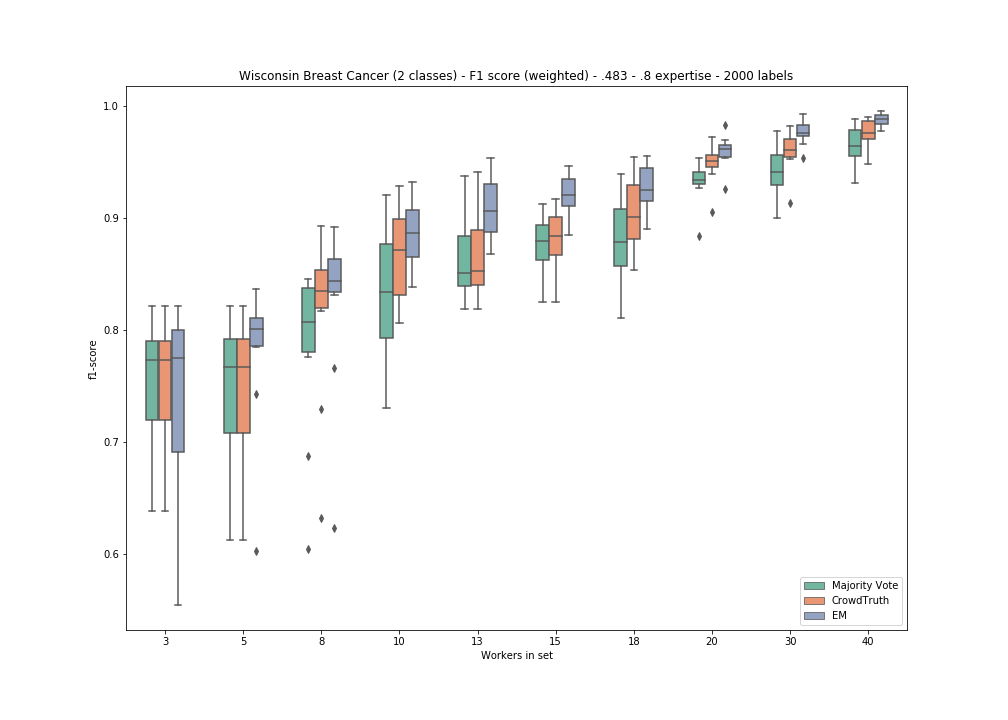 Wisconsin Breast Cancer (2 classes) - F1 score (weighted) - .483 - .8 expertise - 2000 labels
f1-score
1.0
0.9
0.8
0.7
0.6
3 5 8 10 13 15 18 20 30 40
Workers in set
Majority Vote
CrowdTruth
EM